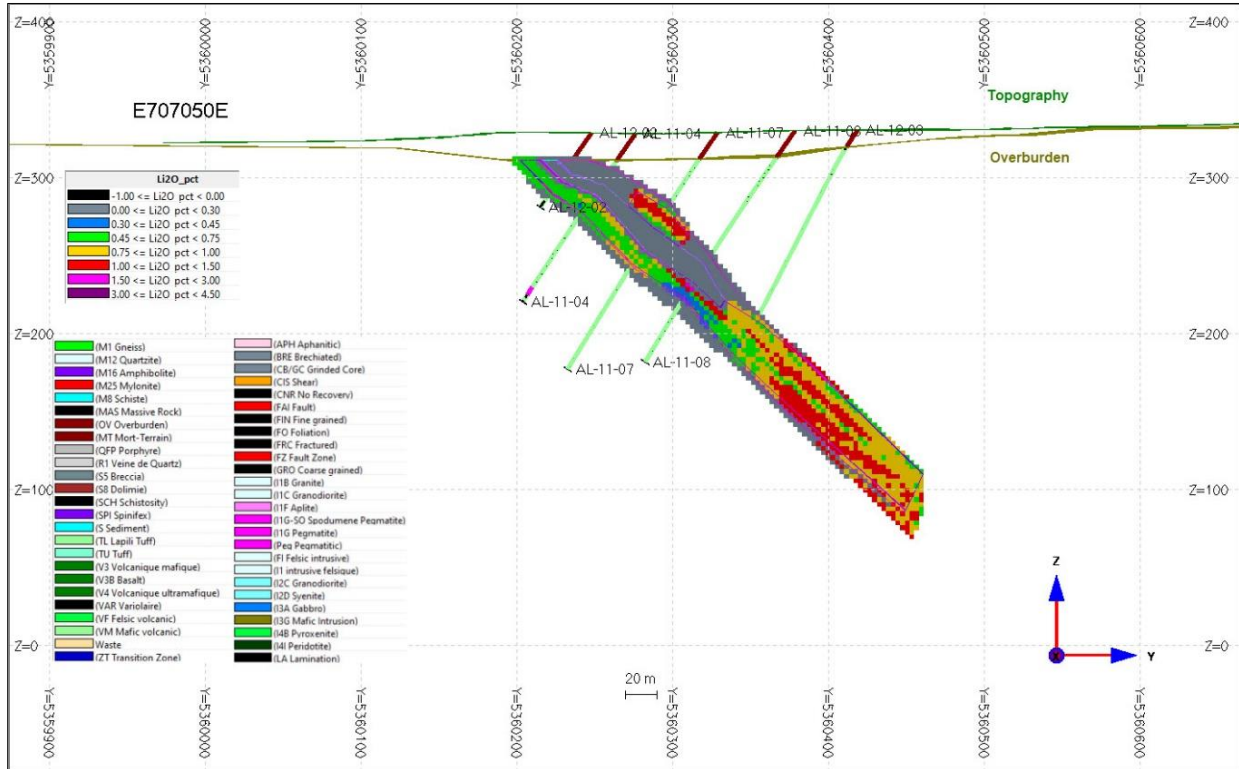 Z=400
Y=5359900
Y=5360000
Y=5360100
Y=5360200
Y=5360300
Y=5360400
Y=5360500
Y=5360600
Z=400
Topography
E707050E
AL-11-04
AL-11-07
AL-12-03
Overburden
Z=300
Z=300
Li2O_pct
-1.00 <= Li2O pct < 0.00
0.00 <= Li2O pct < 0.30
0.30 <= Li2O pct < 0.45
0.45 <= Li2O pct < 0.75
0.75 <= Li2O pct < 1.00
1.00 <= Li2O pct < 1.50
1.50 <= Li2O pct < 3.00
3.00 <= Li2O pct < 4.50
AL-12-02
AL-11-04
AL-11-07
AL-11-08
Z=200
Z=200
(M1 Gneiss)
(M12 Quartzite)
(M16 Amphibolite)
(M25 Mylonite)
(M8 Schiste)
(MAS Massive Rock)
(OV Overburden)
(MT Mort-Terrain)
(QFP Porphyre)
(R1 Veine de Quartz)
(S5 Breccia)
(S8 Dolimie)
(SCH Schistosity)
(SPI Spinifex)
(S Sediment)
(TL Lapili Tuff)
(TU Tuff)
(V3 Volcanique mafique)
(V3B Basalt)
(V4 Volcanique ultramafique)
(VAR Variolaire)
(VF Felsic volcanic)
(VM Mafic volcanic)
Waste
(ZT Transition Zone)
(APH Aphanitic)
(BRE Brechiated)
(CB/GC Grinded Core)
(CIS Shear)
(CNR No Recovery)
(FAI Fault)
(FIN Fine grained)
(FO Foliation)
(FRC Fractured)
(FZ Fault Zone)
(GRO Coarse grained)
(I1B Granite)
(I1C Granodiorite)
(I1F Aplite)
(I1G-SO Spodumene Pegmatite)
(I1G Pegmatite)
(Peg Pegmatitic)
(FI Felsic intrusive)
(I1 intrusive felsique)
(I2C Granodiorite)
(I2D Syenite)
(I3A Gabbro)
(I3G Mafic Intrusion)
(I4B Pyroxenite)
(I4I Peridotite)
(LA Lamination)
Z=100
Z=100
Z=0
Z=0
Z
Y
20 m
Y=5359900
Y=5360000
Y=5360100
Y=5360200
Y=5360300
Y=5360400
Y=5360500
Y=5360600